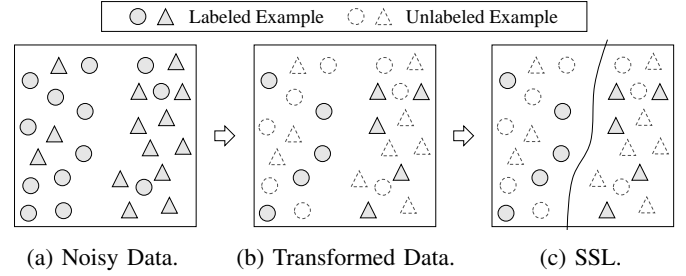 Labeled Example Unlabeled Example
(a) Noisy Data. (b) Transformed Data. (c) SSL.